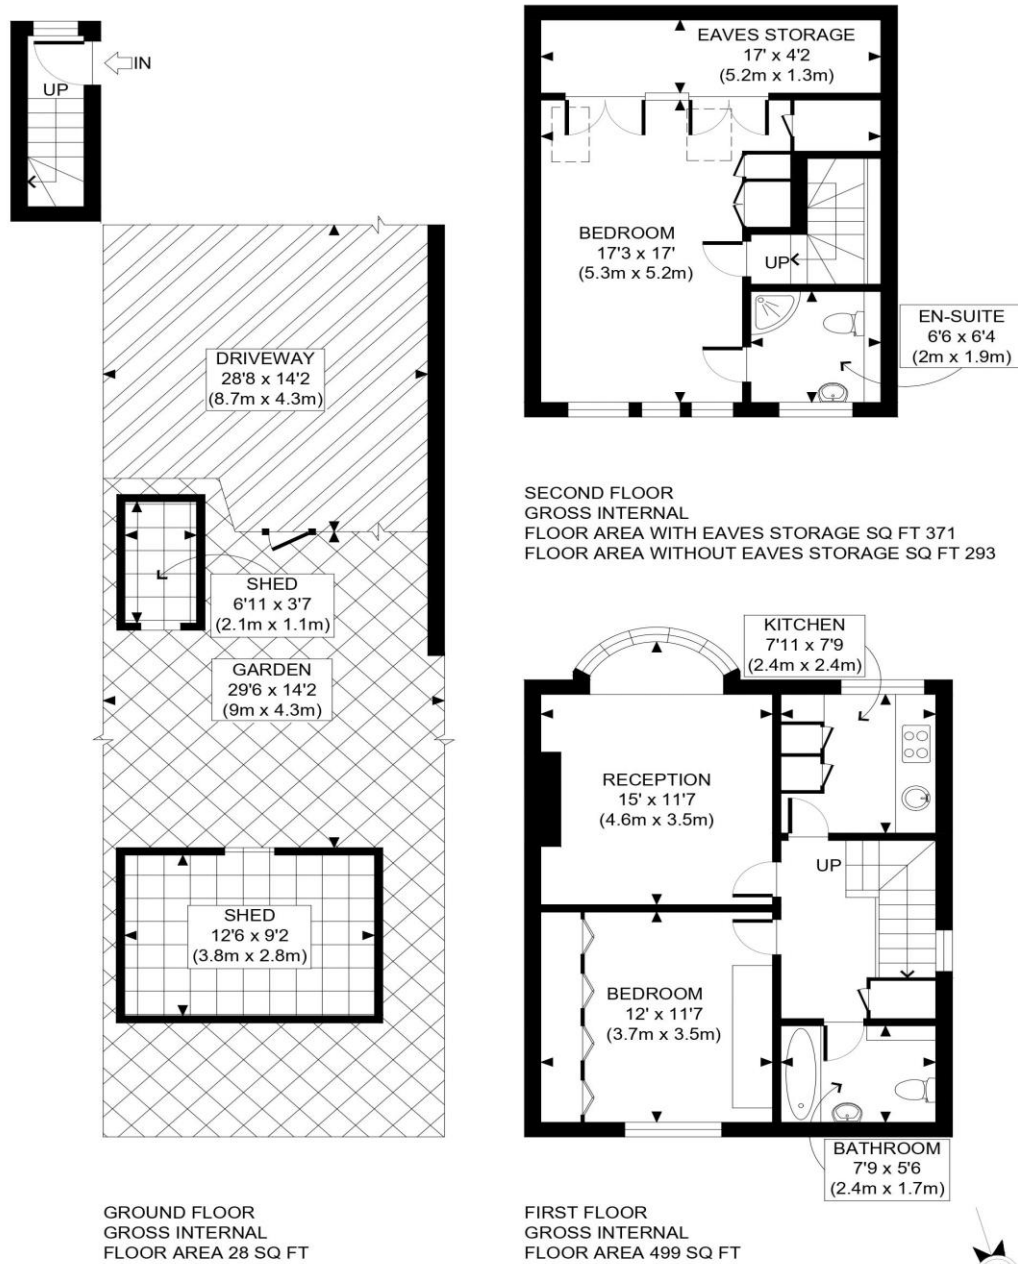 IN
UP
DRIVEWAY
28'8 x 14'2
(8.7m x 4.3m)
SHED
6'11 x 3'7
(2.1m x 1.1m)
GARDEN
29'6 x 14'2
(9m x 4.3m)
SHED
12'6 x 9'2
(3.8m x 2.8m)
GROUND FLOOR
GROSS INTERNAL
FLOOR AREA 28 SQ FT
EAVES STORAGE
17' x 4'2
(5.2m x 1.3m)
BEDROOM
17'3 x 17'
(5.3m x 5.2m)
UP
EN-SUITE
6'6 x 6'4
(2m x 1.9m)
SECOND FLOOR
GROSS INTERNAL
FLOOR AREA WITH EAVES STORAGE SQ FT 371
FLOOR AREA WITHOUT EAVES STORAGE SQ FT 293
KITCHEN
7'11 x 7'9
(2.4m x 2.4m)
RECEPTION
15' x 11'7
(4.6m x 3.5m)
UP
BEDROOM
12' x 11'7
(3.7m x 3.5m)
BATHROOM
7'9 x 5'6
(2.4m x 1.7m)
FIRST FLOOR
GROSS INTERNAL
FLOOR AREA 499 SQ FT